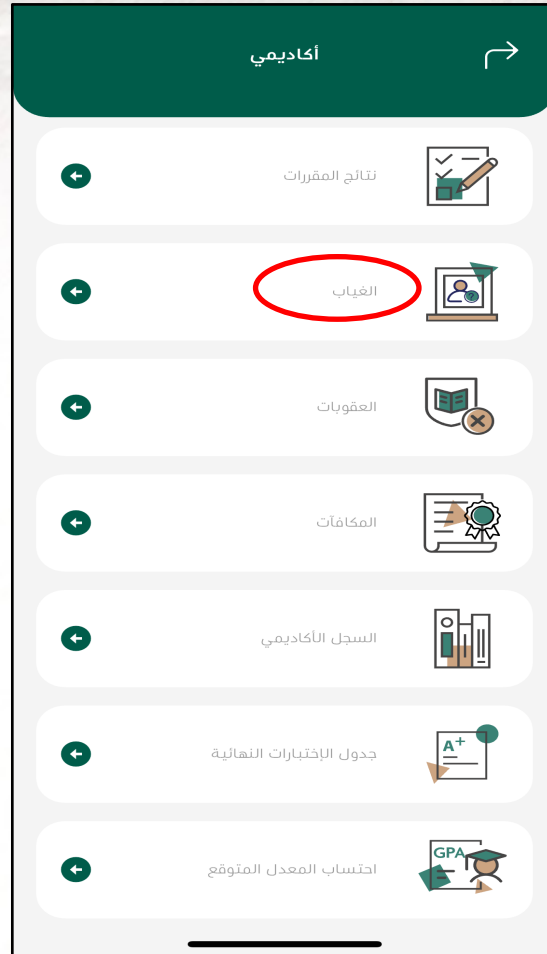 أكاديمي
نتائج المقررات
الغياب
العقوبات
المكافآت
السجل الأكاديمي
جدول الإختبارات النهائية
A+
احتساب المعدل المتوقع
GPA